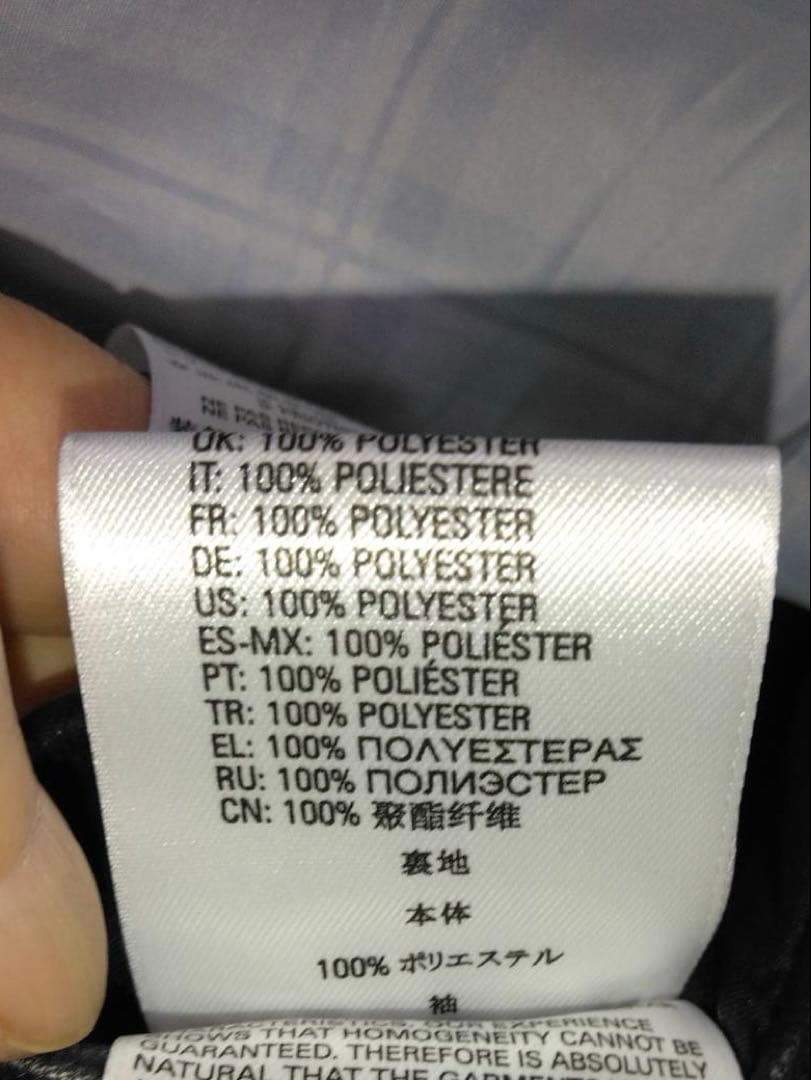 UK: 100% POLYESTER
IT: 100% POLIESTERE
FR: 100% POLYESTER
DE: 100% POLYESTER
US: 100% POLYESTER
ES-MX: 100% POLIÉSTER
PT: 100% POLIÉSTER
TR: 100% POLYESTER
EL: 100% ΠΟΛΥΕΣΤΕΡΑΣ
RU: 100% ПОЛИЭСТЕР
CN: 100% 聚酯纤维
裏地
本体
100% ポリエステル
袖
OUR EXPERIENCE
SHOWS THAT HOMOGENEITY CANNOT BE
GUARANTEED. THEREFORE IS ABSOLUTELY
NATURAL THAT THE